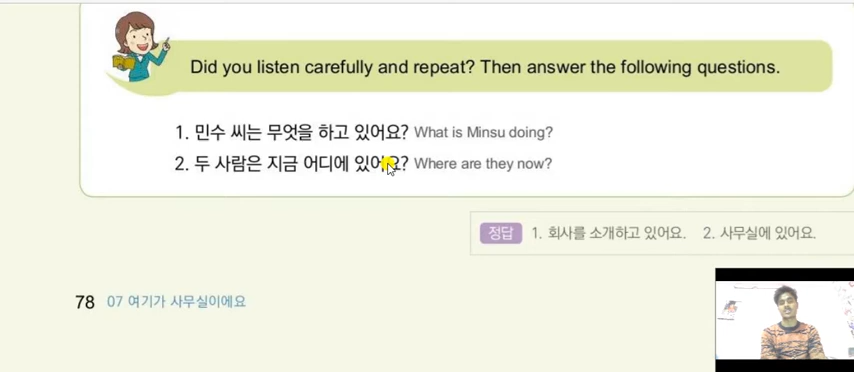 Did you listen carefully and repeat? Then answer the following questions.
1. 민수 씨는 무엇을 하고 있어요? What is Minsu doing?
2. 두 사람은 지금 어디에 있어요? Where are they now?
정답 1. 회사를 소개하고 있어요. 2. 사무실에 있어요.
78 07 여기가 사무실이에요